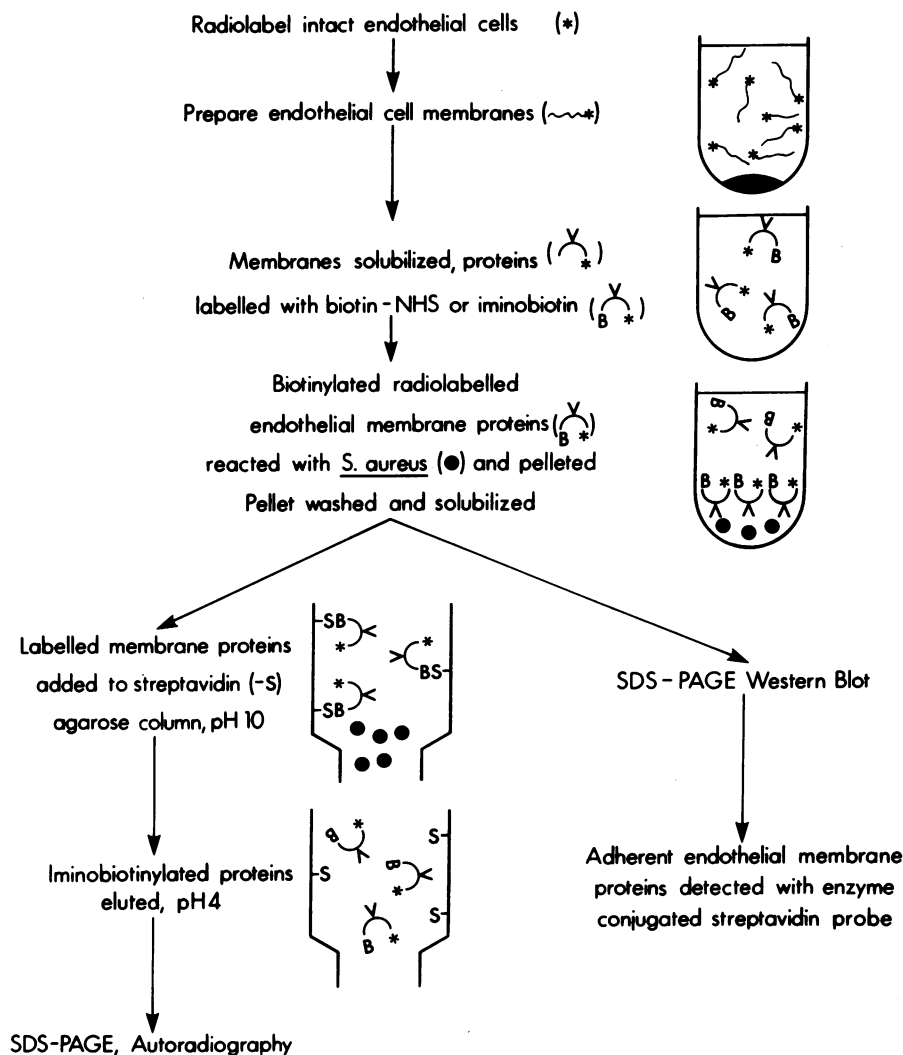 Radiolabel intact endothelial cells (*)
Prepare endothelial cell membranes (~~*)
Membranes solubilized, proteins ( * )
labelled with biotin-NHS or iminobiotin ( B * )
B
*
B
*
B
*
Biotinylated radiolabelled
endothelial membrane proteins ( B * )
reacted with S. aureus (●) and pelleted
Pellet washed and solubilized
B
*
B
*
B * B * B *
Labelled membrane proteins
added to streptavidin (-S)
agarose column, pH 10
-SB
*
*
BS-
*
-SB
SDS-PAGE Western Blot
Iminobiotinylated proteins
eluted, pH4
B
*
S-
-S
B
*
S-
B *
Adherent endothelial membrane
proteins detected with enzyme
conjugated streptavidin probe
SDS-PAGE, Autoradiography